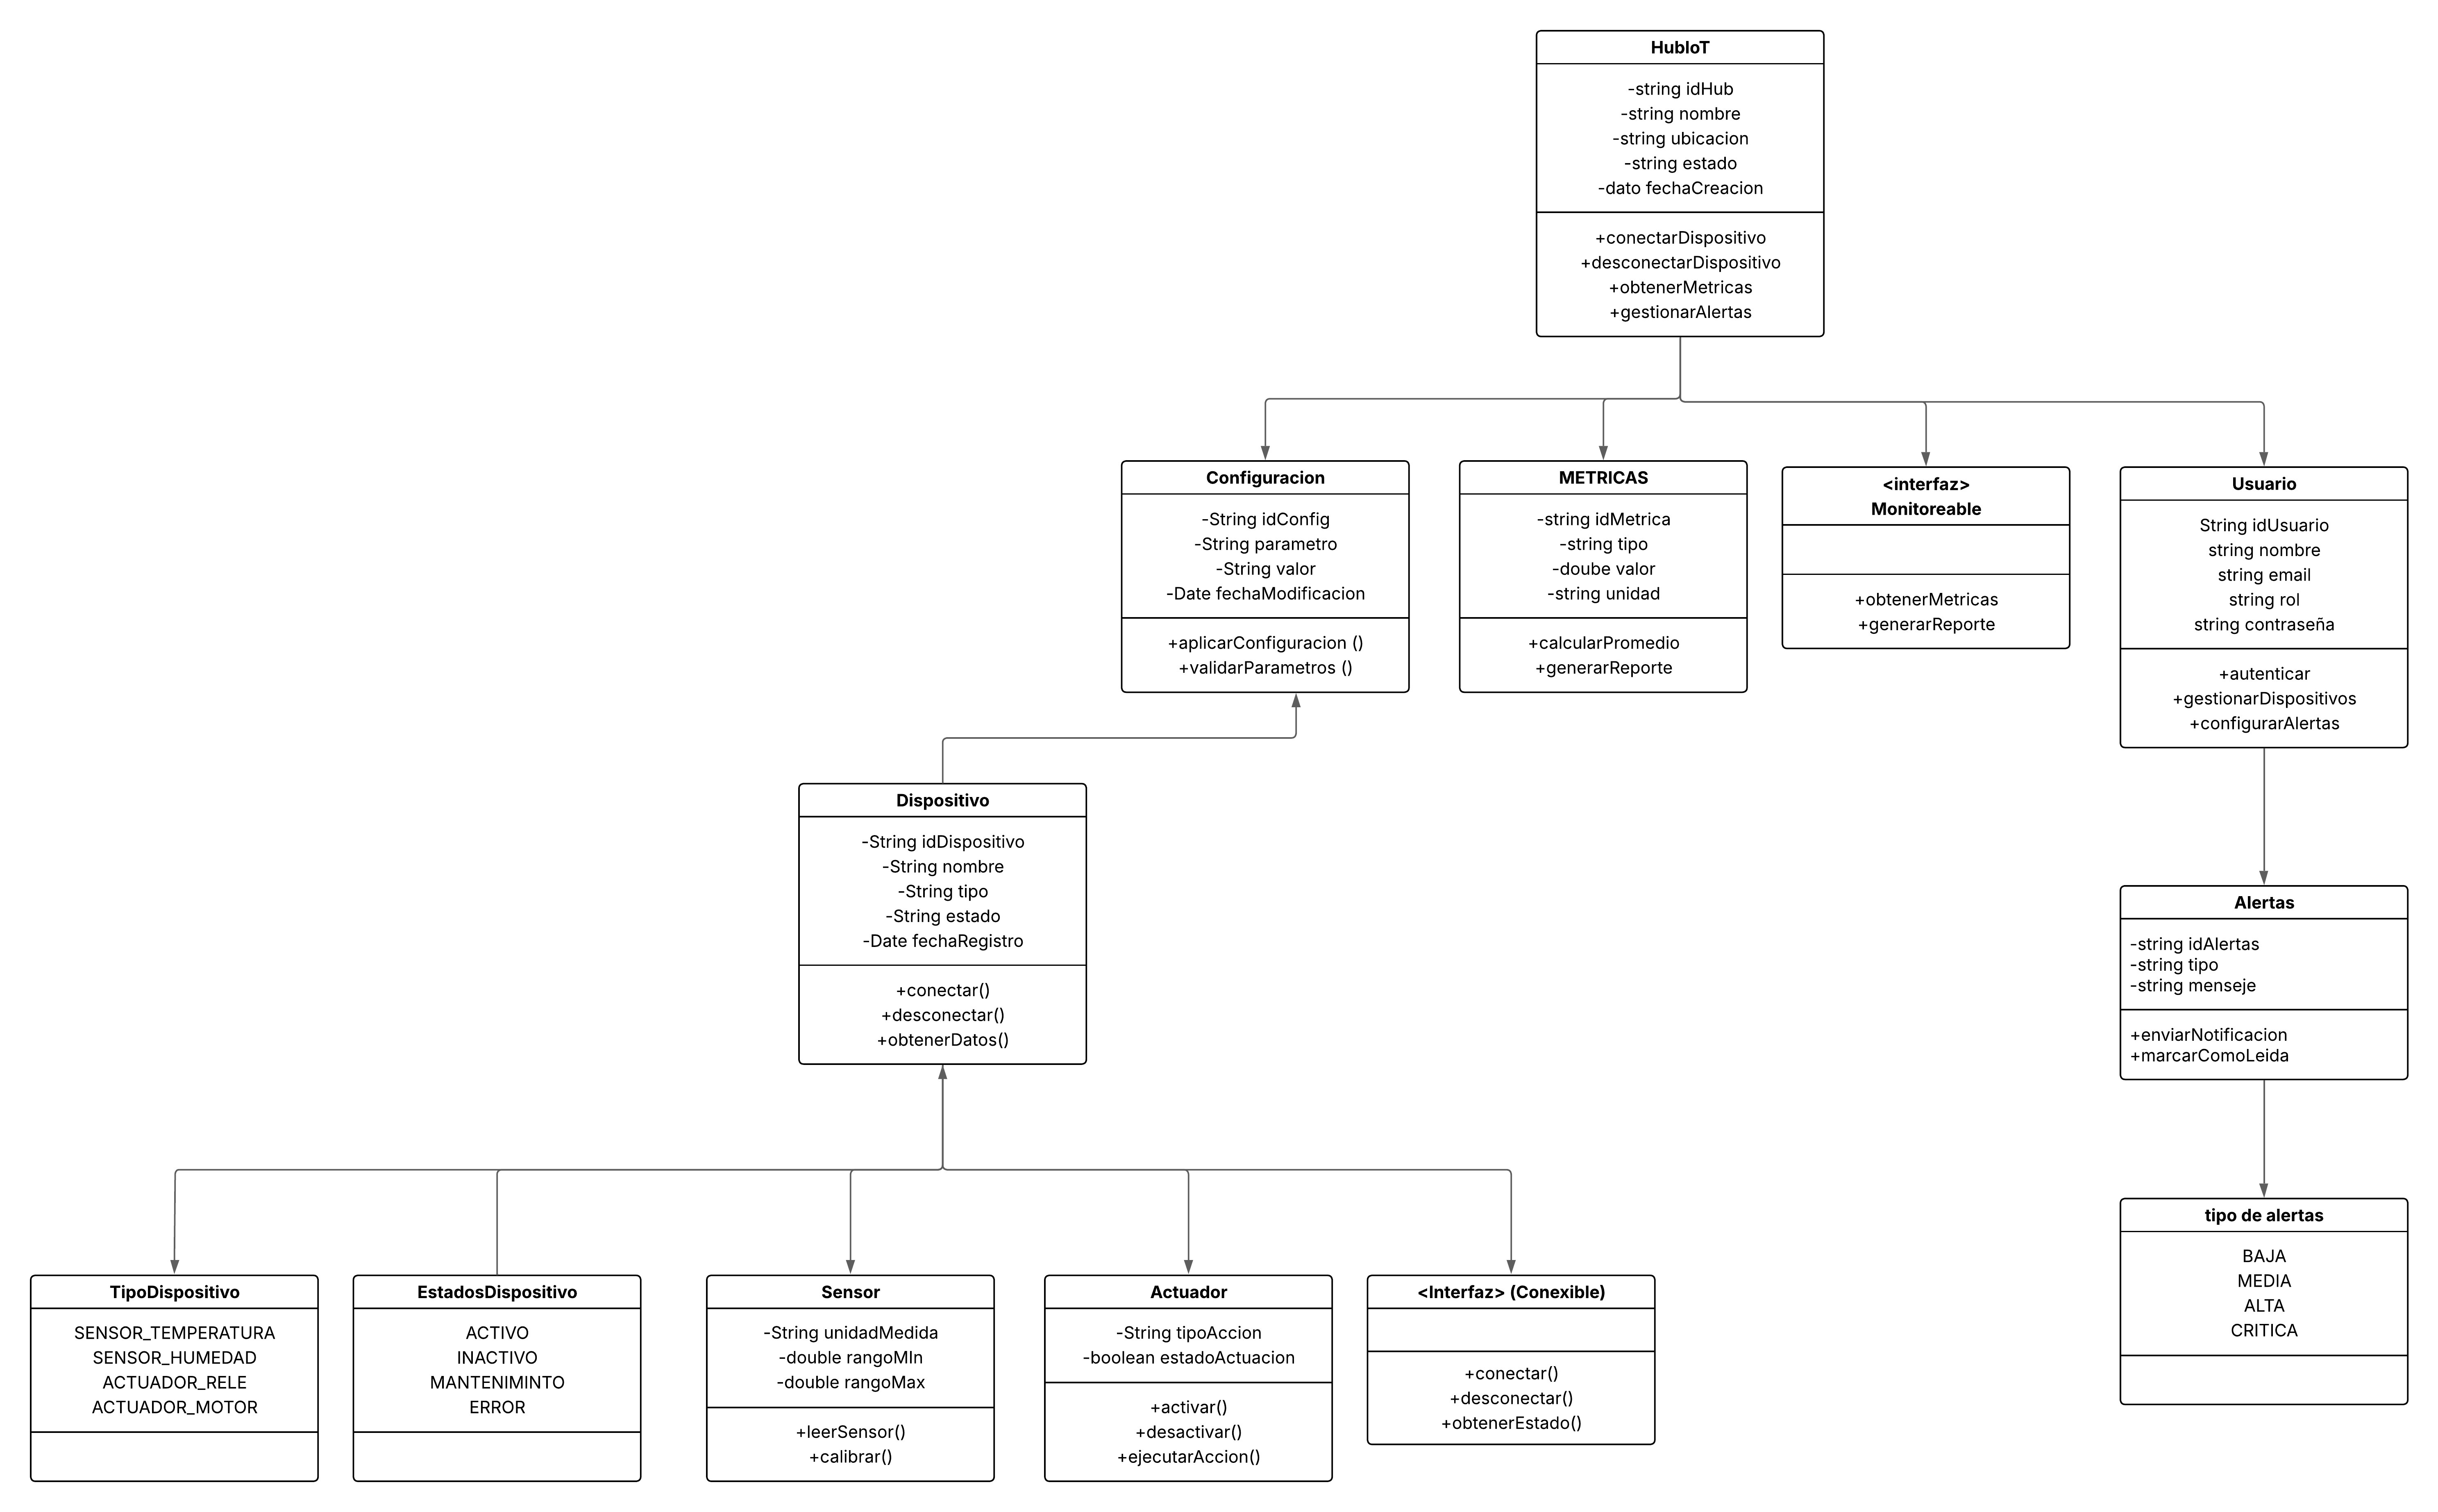 HubIoT
-string idHub
-string nombre
-string ubicacion
-string estado
-dato fechaCreacion
+conectarDispositivo
+desconectarDispositivo
+obtenerMetricas
+gestionarAlertas
Configuracion
-String idConfig
-String parametro
-String valor
-Date fechaModificacion
+aplicarConfiguracion ()
+validarParametros ()
METRICAS
-string idMetrica
-string tipo
-doube valor
-string unidad
+calcularPromedio
+generarReporte
<interfaz>
Monitoreable
+obtenerMetricas
+generarReporte
Usuario
String idUsuario
string nombre
string email
string rol
string contraseña
+autenticar
+gestionarDispositivos
+configurarAlertas
Dispositivo
-String idDispositivo
-String nombre
-String tipo
-String estado
-Date fechaRegistro
+conectar()
+desconectar()
+obtenerDatos()
Alertas
-string idAlertas
-string tipo
-string menseje
+enviarNotificacion
+marcarComoLeida
TipoDispositivo
SENSOR_TEMPERATURA
SENSOR_HUMEDAD
ACTUADOR_RELE
ACTUADOR_MOTOR
EstadosDispositivo
ACTIVO
INACTIVO
MANTENIMINTO
ERROR
Sensor
-String unidadMedida
-double rangoMIn
-double rangoMax
+leerSensor()
+calibrar()
Actuador
-String tipoAccion
-boolean estadoActuacion
+activar()
+desactivar()
+ejecutarAccion()
<Interfaz> (Conexible)
+conectar()
+desconectar()
+obtenerEstado()
tipo de alertas
BAJA
MEDIA
ALTA
CRITICA